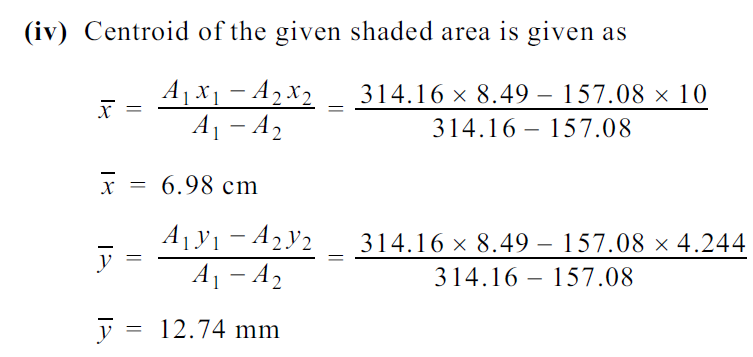 (iv) Centroid of the given shaded area is given as
x̄ = (A₁x₁ – A₂x₂) / (A₁ – A₂) = (314.16 × 8.49 – 157.08 × 10) / (314.16 – 157.08)
x̄ = 6.98 cm
ȳ = (A₁y₁ – A₂y₂) / (A₁ – A₂) = (314.16 × 8.49 – 157.08 × 4.244) / (314.16 – 157.08)
ȳ = 12.74 mm